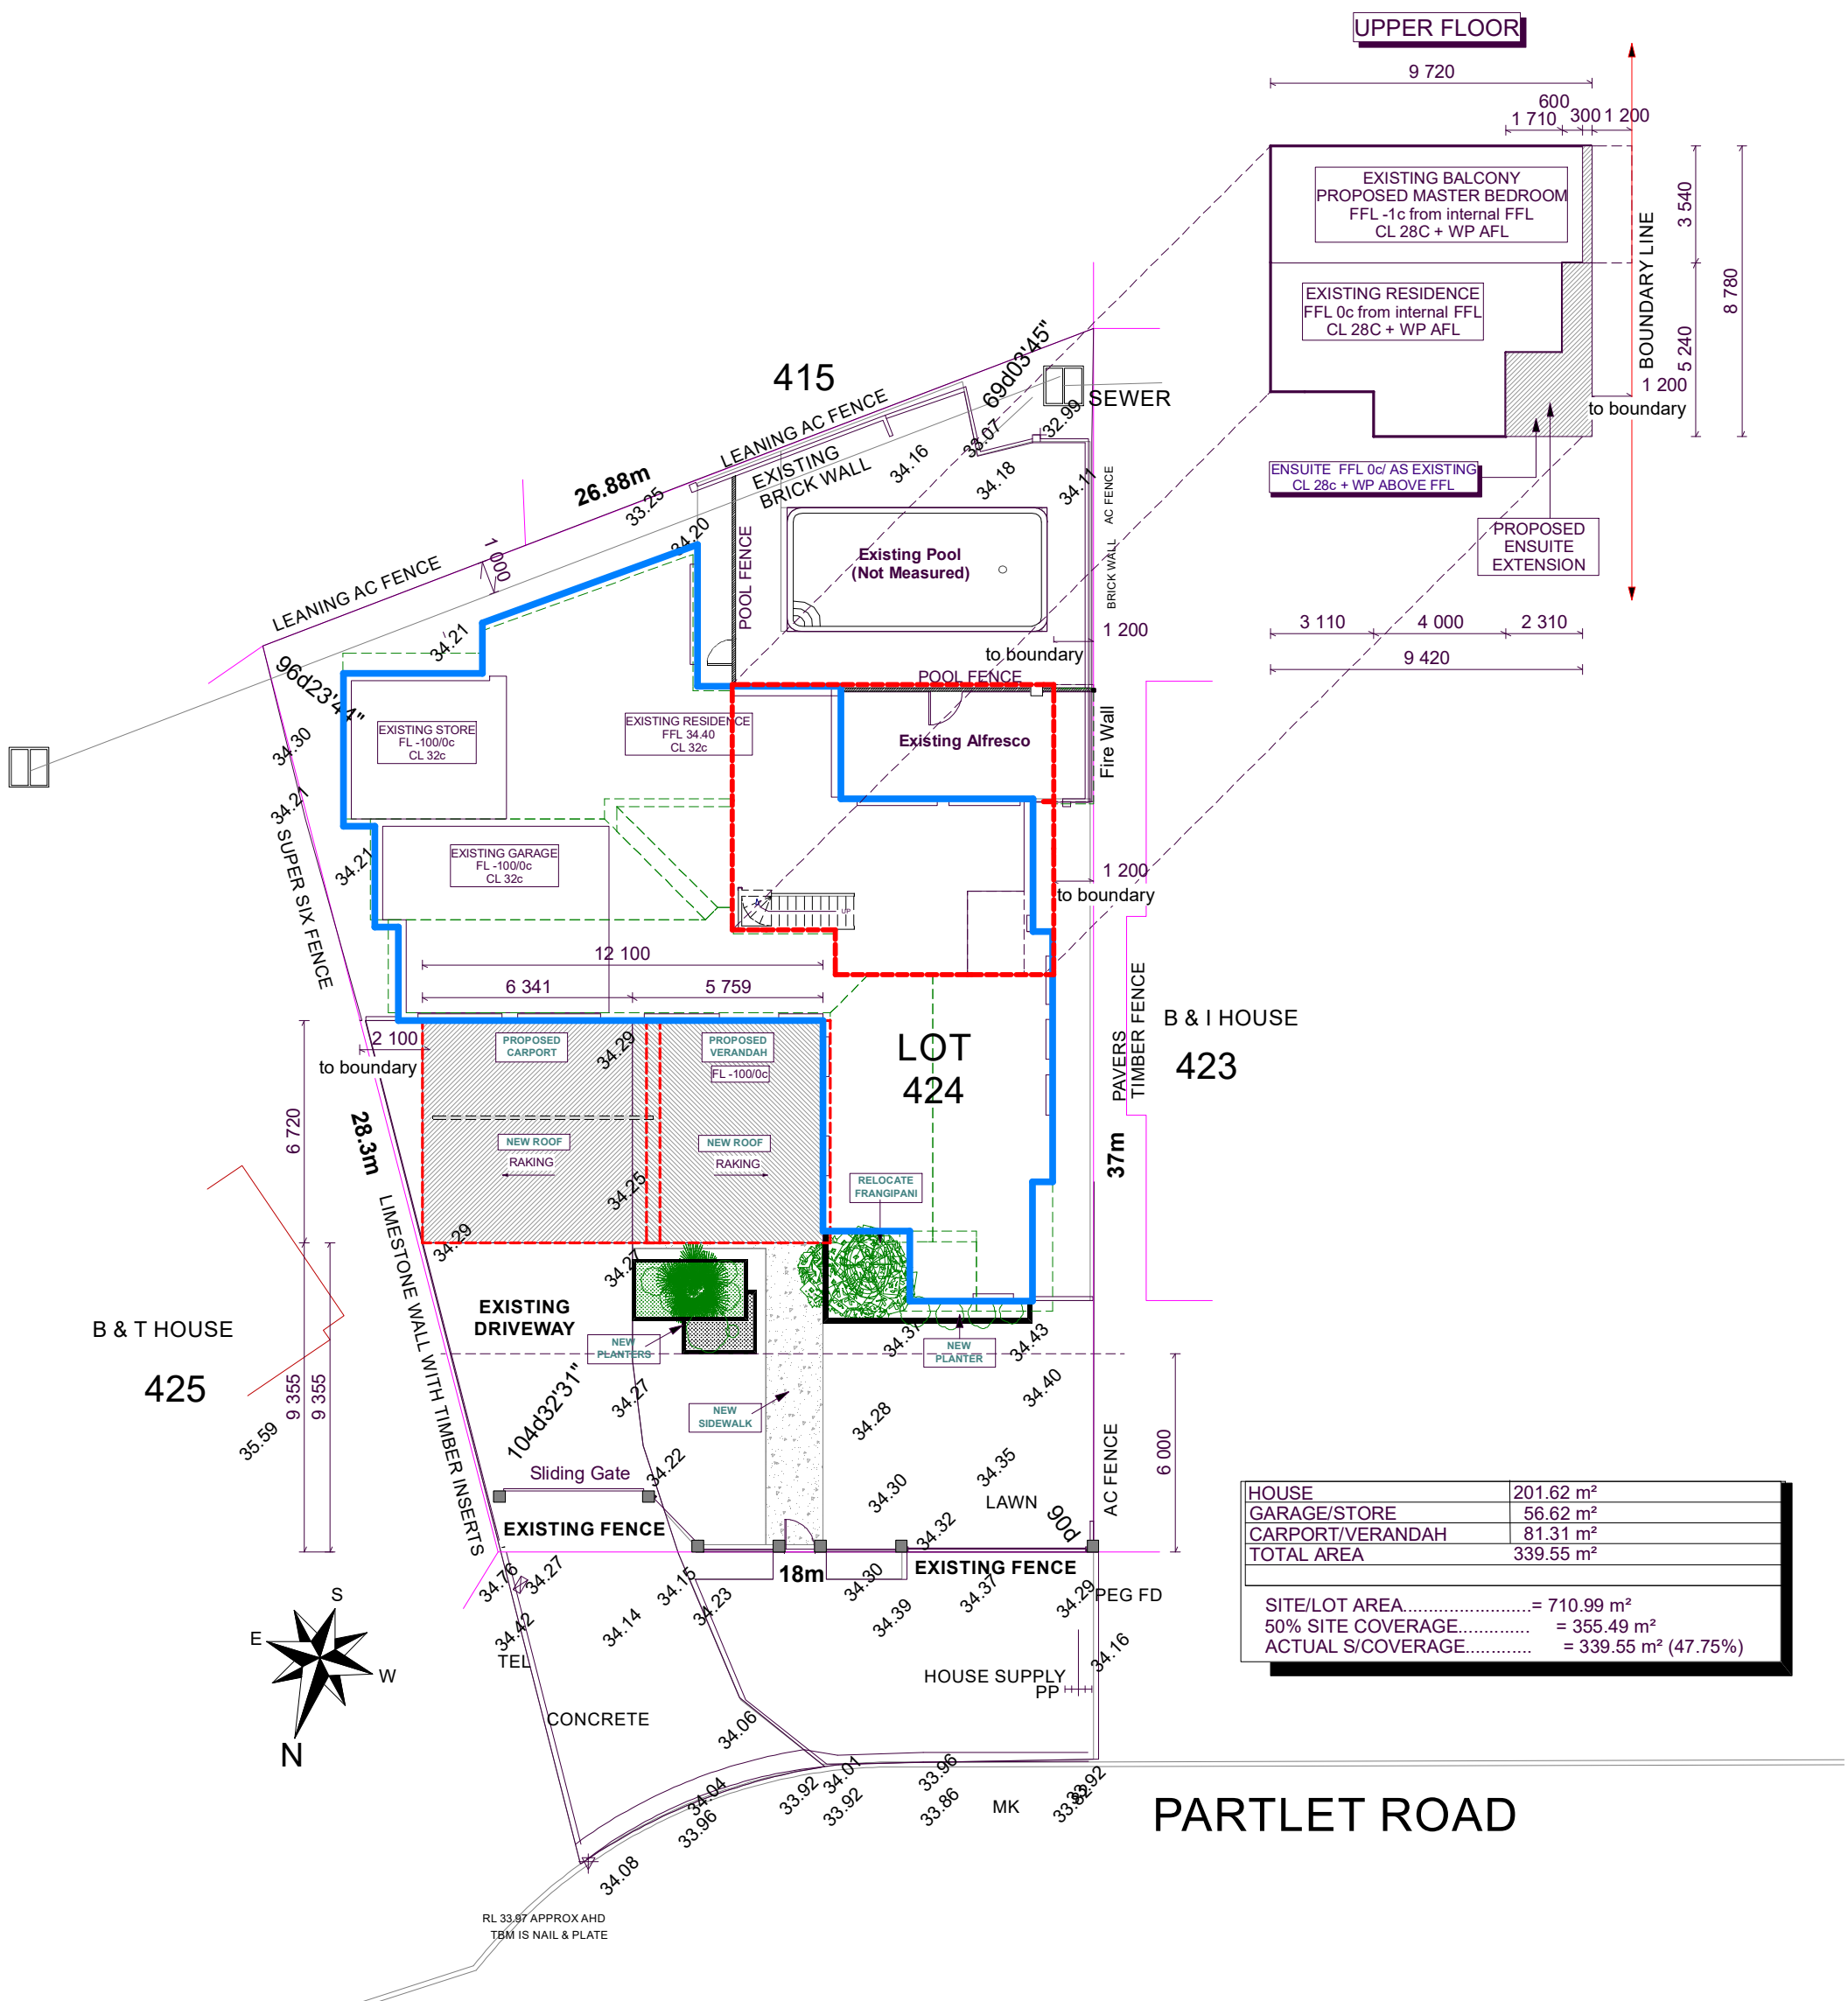 UPPER FLOOR
9 720
600
1 710
300
1 200
EXISTING BALCONY
PROPOSED MASTER BEDROOM
FFL -1c from internal FFL
CL 28C + WP AFL
3 540
EXISTING RESIDENCE
FFL 0c from internal FFL
CL 28C + WP AFL
BOUNDARY LINE
8 780
5 240
1 200
to boundary
ENSUITE FFL 0c/ AS EXISTING
CL 28c + WP ABOVE FFL
PROPOSED
ENSUITE
EXTENSION
3 110
4 000
2 310
9 420
415
69d03'45"
SEWER
LEANING AC FENCE
32.99
33.07
EXISTING
BRICK WALL
34.16
34.18
34.11
26.88m
33.25
34.20
AC FENCE
BRICK WALL
POOL FENCE
Existing Pool
(Not Measured)
1 000
LEANING AC FENCE
34.21
1 200
to boundary
POOL FENCE
96d23'44"
EXISTING STORE
FL -100/0c
CL 32c
EXISTING RESIDENCE
FFL 34.40
CL 32c
Existing Alfresco
Fire Wall
34.30
34.21
34.21
SUPER SIX FENCE
EXISTING GARAGE
FL -100/0c
CL 32c
1 200
to boundary
UP
12 100
6 341
5 759
2 100
to boundary
PROPOSED
CARPORT
34.29
PROPOSED
VERANDAH
FL -100/0c
LOT
424
B & I HOUSE
423
PAVERS
TIMBER FENCE
6 720
28.3m
NEW ROOF
RAKING
NEW ROOF
RAKING
37m
34.25
RELOCATE
FRANGIPANI
LIMESTONE WALL WITH TIMBER INSERTS
34.29
34.27
EXISTING
DRIVEWAY
B & T HOUSE
425
NEW
PLANTERS
34.37
NEW
PLANTER
34.43
9 355
9 355
35.59
104d32'31"
34.27
34.40
NEW
SIDEWALK
34.28
6 000
AC FENCE
Sliding Gate
34.22
34.35
34.30
LAWN
90d
34.32
EXISTING FENCE
EXISTING FENCE
18m
34.76
34.27
34.15
34.23
34.30
34.37
34.29
PEG FD
34.42
TEL
34.14
34.39
34.16
HOUSE SUPPLY
PP
HOUSE 201.62 m²
GARAGE/STORE 56.62 m²
CARPORT/VERANDAH 81.31 m²
TOTAL AREA 339.55 m²
SITE/LOT AREA.........................= 710.99 m²
50% SITE COVERAGE.............. = 355.49 m²
ACTUAL S/COVERAGE............. = 339.55 m² (47.75%)
S
E
W
N
CONCRETE
34.06
34.04
33.96
33.92
34.01
33.92
33.96
33.86
MK
33.92
PARTLET ROAD
34.08
RL 33.97 APPROX AHD
TBM IS NAIL & PLATE